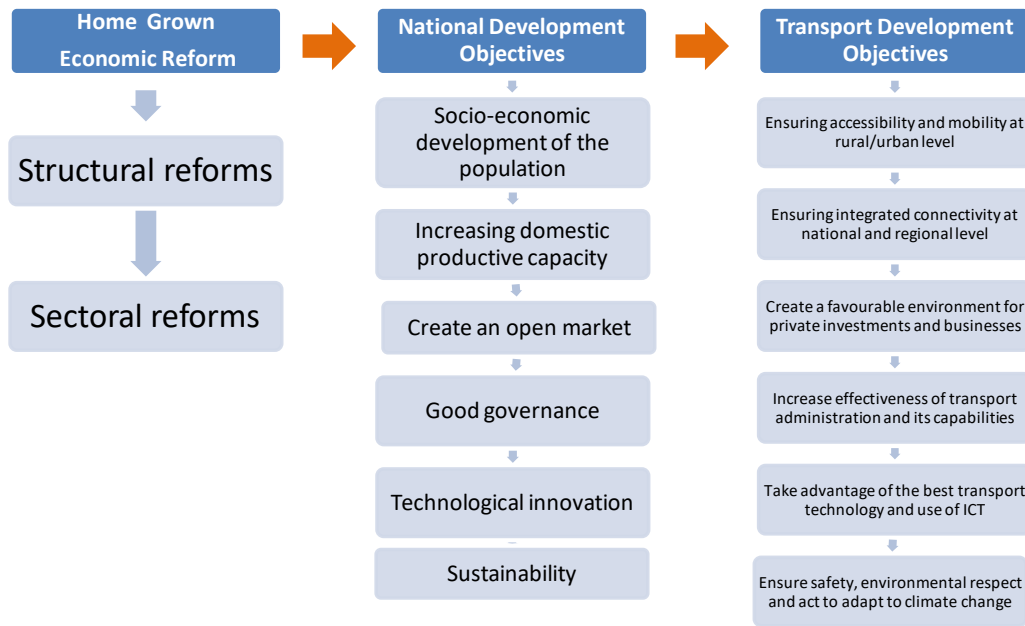 Home Grown
Economic Reform
Structural reforms
Sectoral reforms
National Development
Objectives
Socio-economic
development of the
population
Increasing domestic
productive capacity
Create an open market
Good governance
Technological innovation
Sustainability
Transport Development
Objectives
Ensuring accessibility and mobility at
rural/urban level
Ensuring integrated connectivity at
national and regional level
Create a favourable environment for
private investments and businesses
Increase effectiveness of transport
administration and its capabilities
Take advantage of the best transport
technology and use of ICT
Ensure safety, environmental respect
and act to adapt to climate change